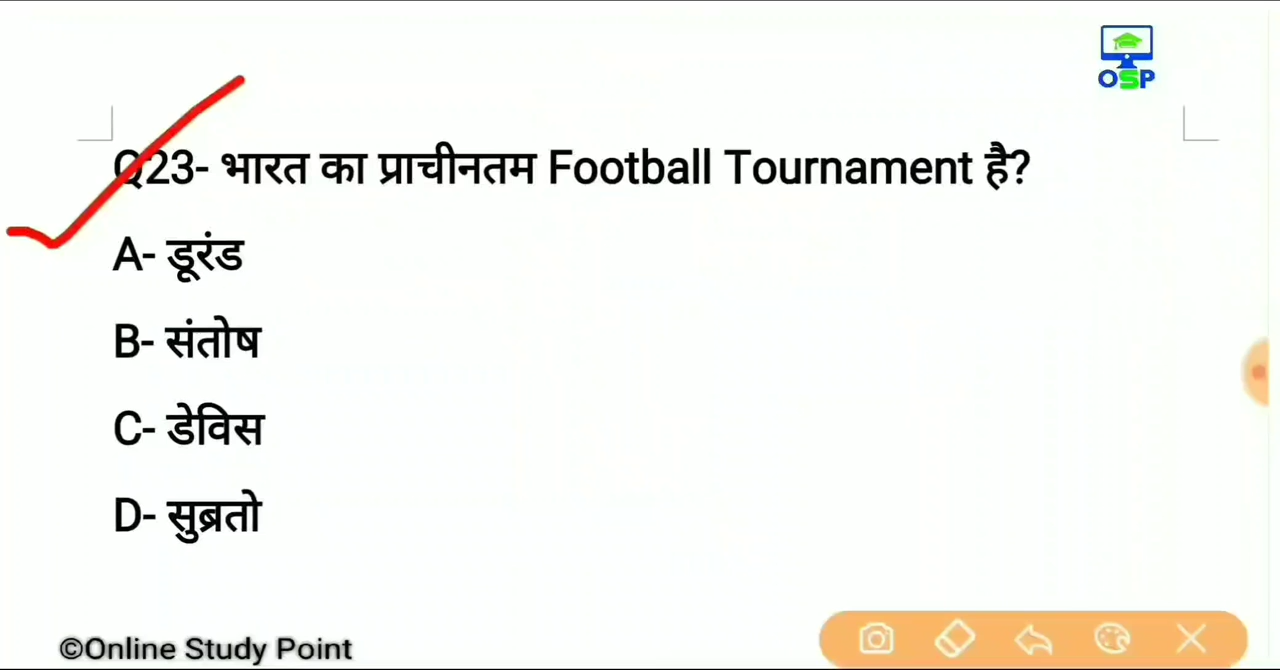 OSP
Q23- भारत का प्राचीनतम Football Tournament है?
A- डूरंड
B- संतोष
C- डेविस
D- सुब्रतो
©Online Study Point